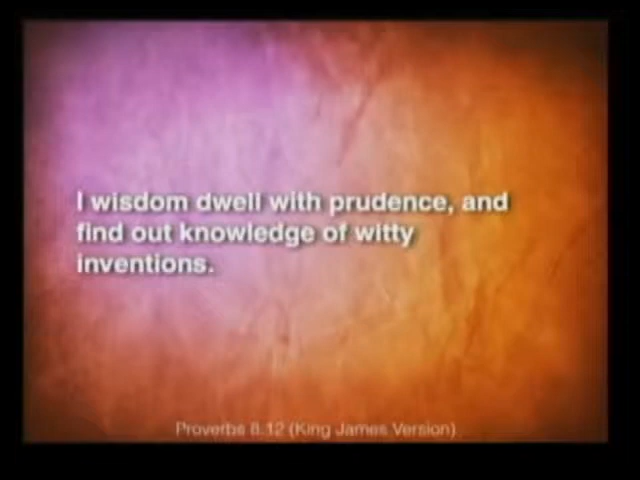 I wisdom dwell with prudence, and
find out knowledge of witty
inventions.
Proverbs 8:12 (King James Version)